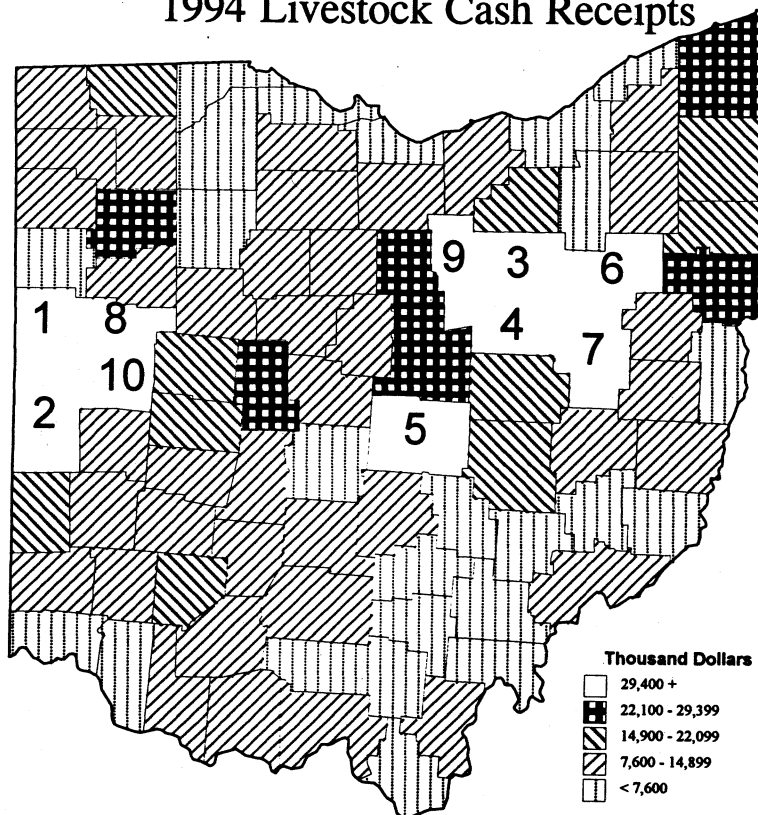 1994 Livestock Cash Receipts
9
3
6
1
8
4
7
10
2
5
Thousand Dollars
29,400 +
22,100 - 29,399
14,900 - 22,099
7,600 - 14,899
< 7,600